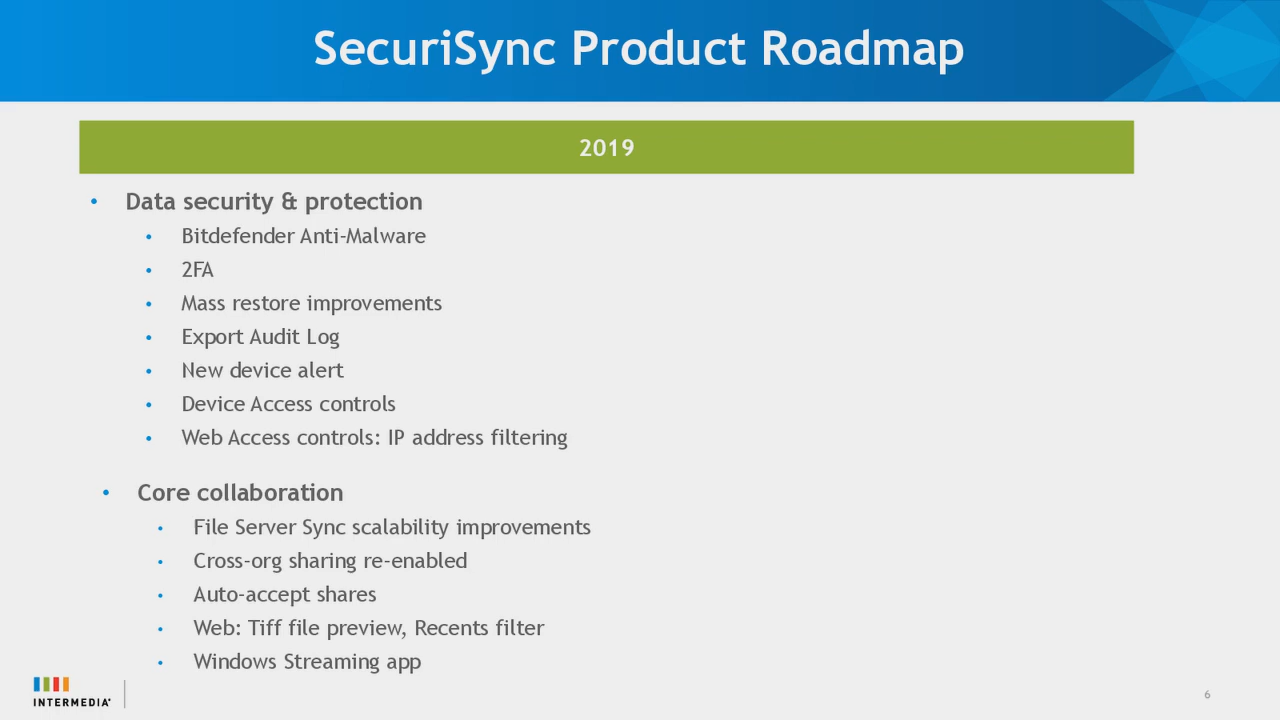 SecuriSync Product Roadmap
2019
• Data security & protection
• Bitdefender Anti-Malware
• 2FA
• Mass restore improvements
• Export Audit Log
• New device alert
• Device Access controls
• Web Access controls: IP address filtering
• Core collaboration
• File Server Sync scalability improvements
• Cross-org sharing re-enabled
• Auto-accept shares
• Web: Tiff file preview, Recents filter
• Windows Streaming app
INTERMEDIA
6